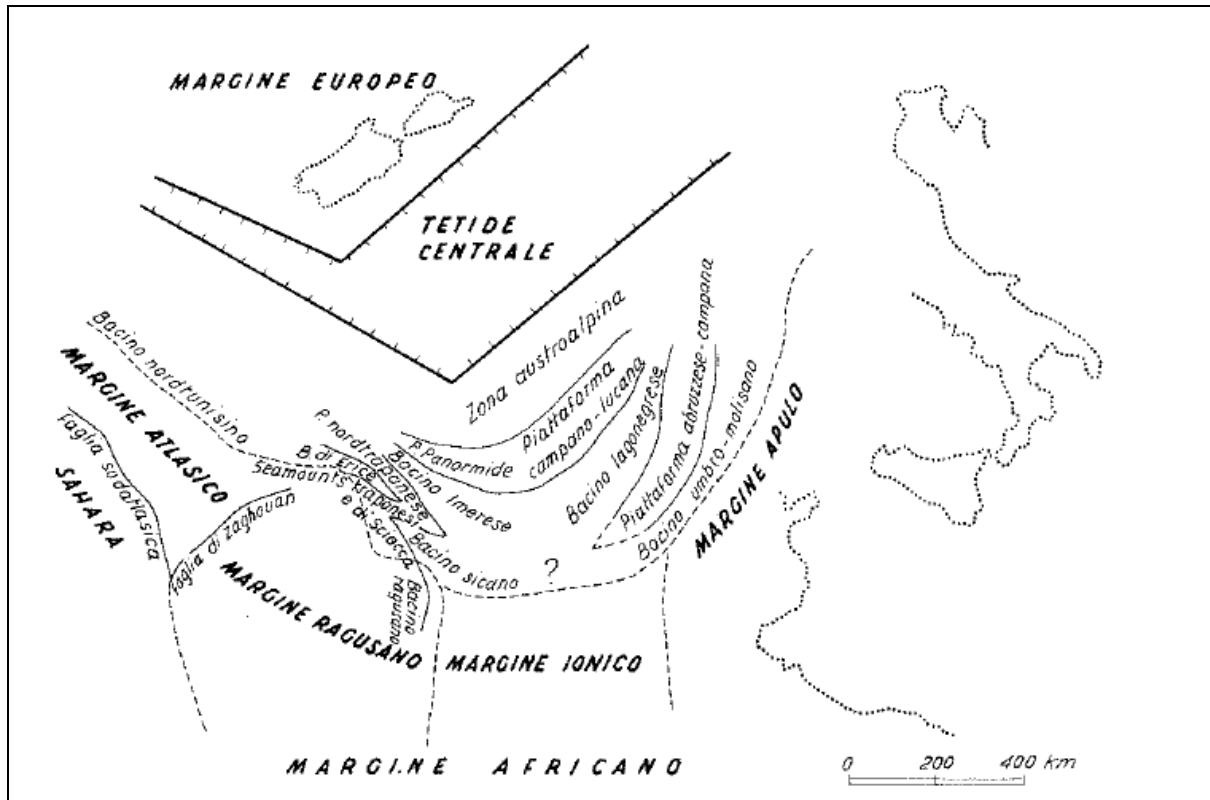 MARGINE EUROPEO
TETIDE
CENTRALE
Bacino nordtunisino
MARGINE ATLASICO
Faglia sudatlasica
SAHARA
Faglia di Zaghouan
P. nordtrapanese
B. di Erice
Seamounts trapanesi
e di Sciacca
Bacino Imerese
P. Panormide
Zona austroalpina
Piattaforma
campano-lucana
Bacino lagonegrese
Piattaforma abruzzese-campana
Bacino umbro-molisano
MARGINE APULO
Bacino sicano
?
Bacino
ragusano
MARGINE RAGUSANO
MARGINE IONICO
MARGINE AFRICANO
0 200 400 km